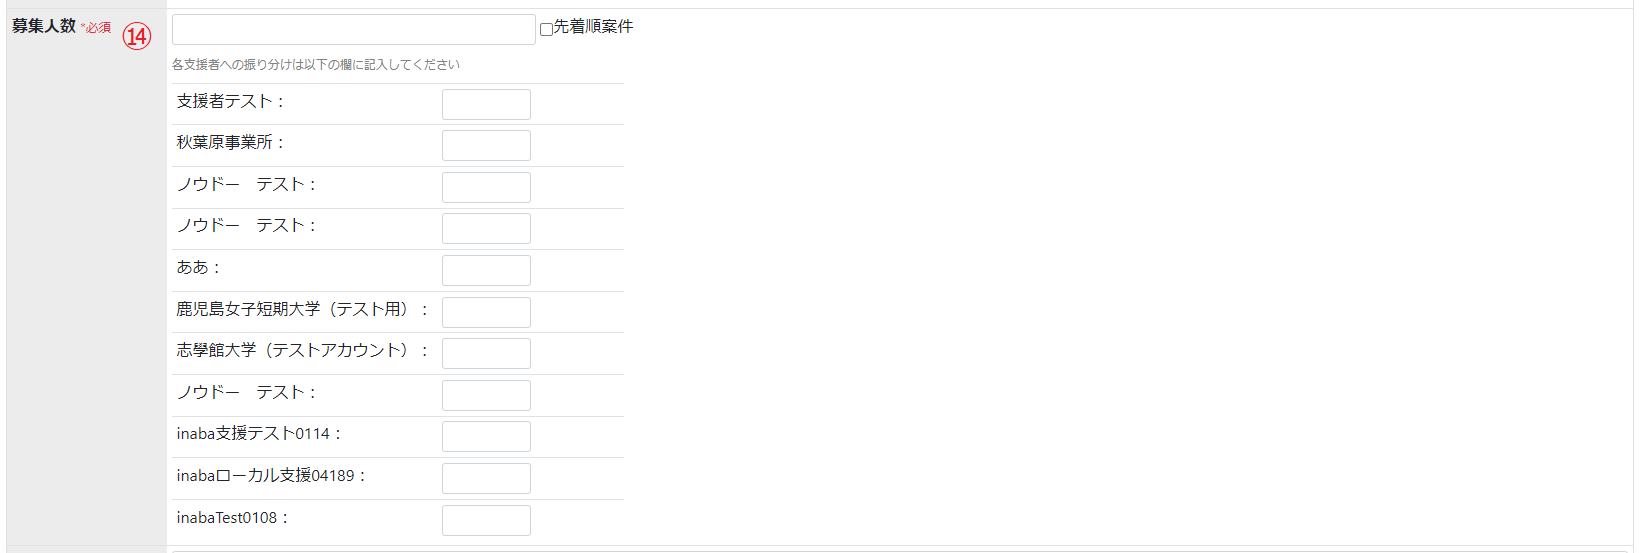 募集人数 *必須 ⑭ 先着順案件
各支援者への振り分けは以下の欄に記入してください
支援者テスト：
秋葉原事業所：
ノウドー　テスト：
ノウドー　テスト：
ああ：
鹿児島女子短期大学（テスト用）：
志學館大学（テストアカウント）：
ノウドー　テスト：
inaba支援テスト0114：
inabaローカル支援04189：
inabaTest0108：